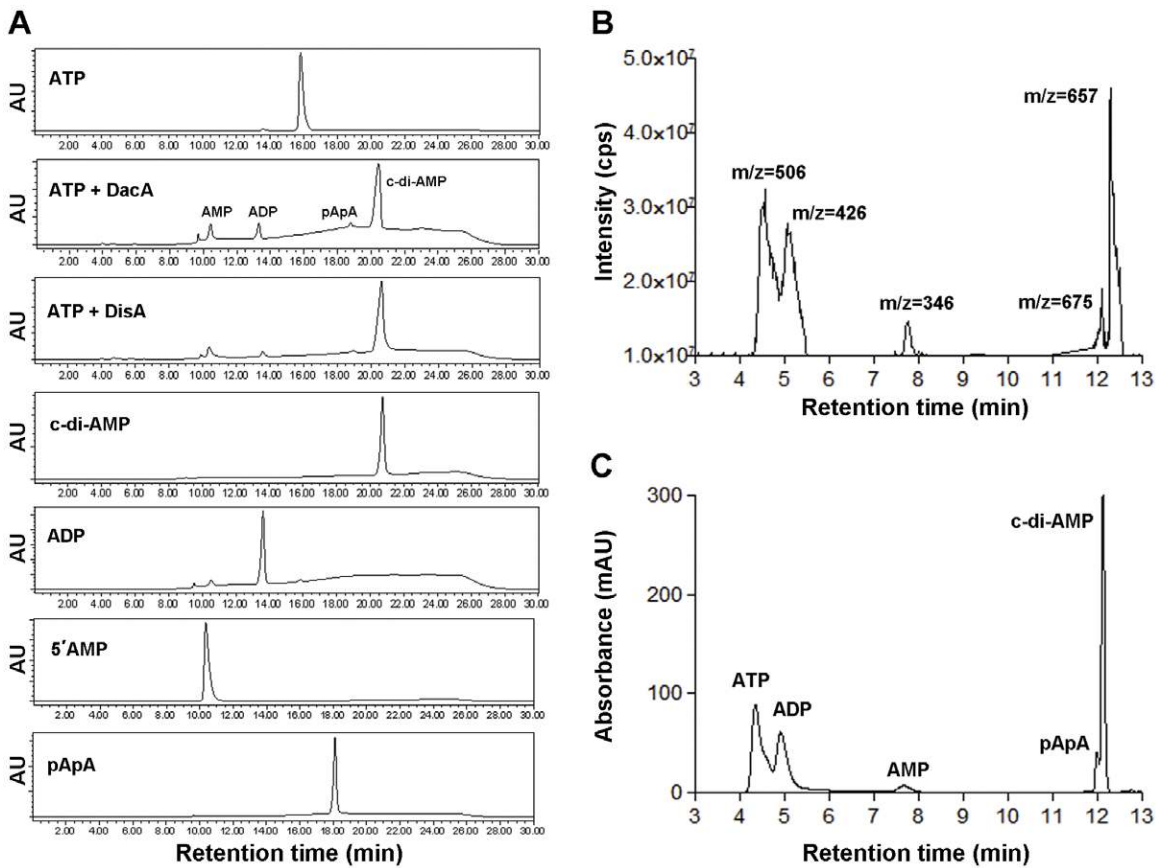 A
AU
ATP
2.00 4.00 6.00 8.00 10.00 12.00 14.00 16.00 18.00 20.00 22.00 24.00 26.00 28.00 30.00
AU
ATP + DacA
AMP
ADP
pApA
c-di-AMP
2.00 4.00 6.00 8.00 10.00 12.00 14.00 16.00 18.00 20.00 22.00 24.00 26.00 28.00 30.00
AU
ATP + DisA
2.00 4.00 6.00 8.00 10.00 12.00 14.00 16.00 18.00 20.00 22.00 24.00 26.00 28.00 30.00
AU
c-di-AMP
2.00 4.00 6.00 8.00 10.00 12.00 14.00 16.00 18.00 20.00 22.00 24.00 26.00 28.00 30.00
AU
ADP
2.00 4.00 6.00 8.00 10.00 12.00 14.00 16.00 18.00 20.00 22.00 24.00 26.00 28.00 30.00
AU
5′AMP
2.00 4.00 6.00 8.00 10.00 12.00 14.00 16.00 18.00 20.00 22.00 24.00 26.00 28.00 30.00
AU
pApA
2.00 4.00 6.00 8.00 10.00 12.00 14.00 16.00 18.00 20.00 22.00 24.00 26.00 28.00 30.00
Retention time (min)
B
Intensity (cps)
5.0x10⁷
4.0x10⁷
3.0x10⁷
2.0x10⁷
1.0x10⁷
m/z=506
m/z=426
m/z=346
m/z=675
m/z=657
3 4 5 6 7 8 9 10 11 12 13
Retention time (min)
C
Absorbance (mAU)
300
200
100
0
ATP
ADP
AMP
pApA
c-di-AMP
3 4 5 6 7 8 9 10 11 12 13
Retention time (min)